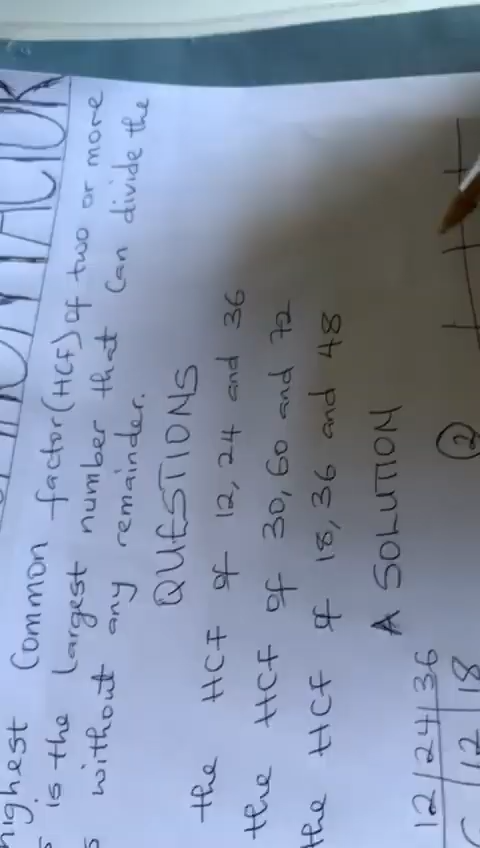 highest common factor (HCF) of two or more
is the largest number that can divide the
without any remainder.
QUESTIONS
the HCF of 12, 24 and 36
the HCF of 30, 60 and 72
the HCF of 18, 36 and 48
A SOLUTION
②
12 | 24 | 36
12 | 18